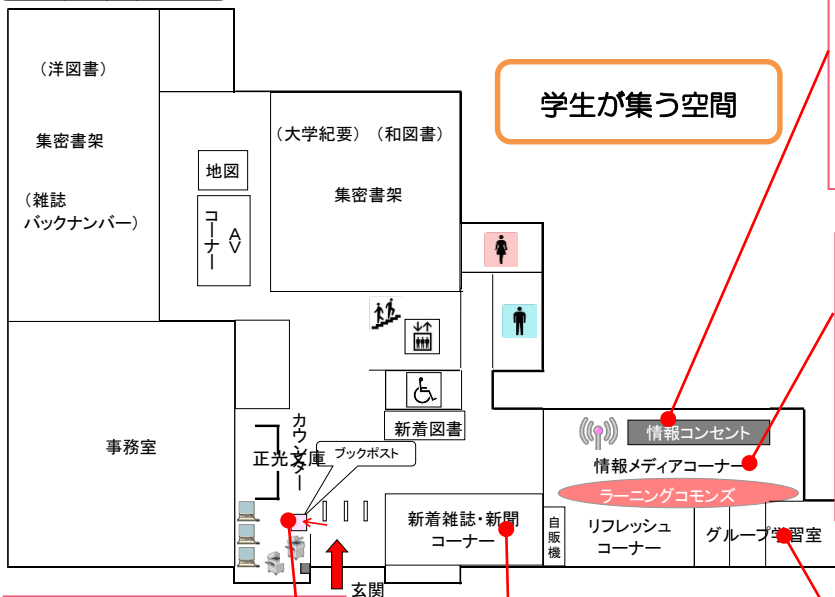 学生が集う空間
（洋図書）
集密書架
（雑誌
バックナンバー）
（大学紀要）（和図書）
集密書架
地図
AV
コーナー
事務室
カウンター
正光文庫
ブックポスト
新着図書
新着雑誌・新聞
コーナー
自販機
情報コンセント
情報メディアコーナー
ラーニングコモンズ
リフレッシュ
コーナー
グループ学習室
玄関